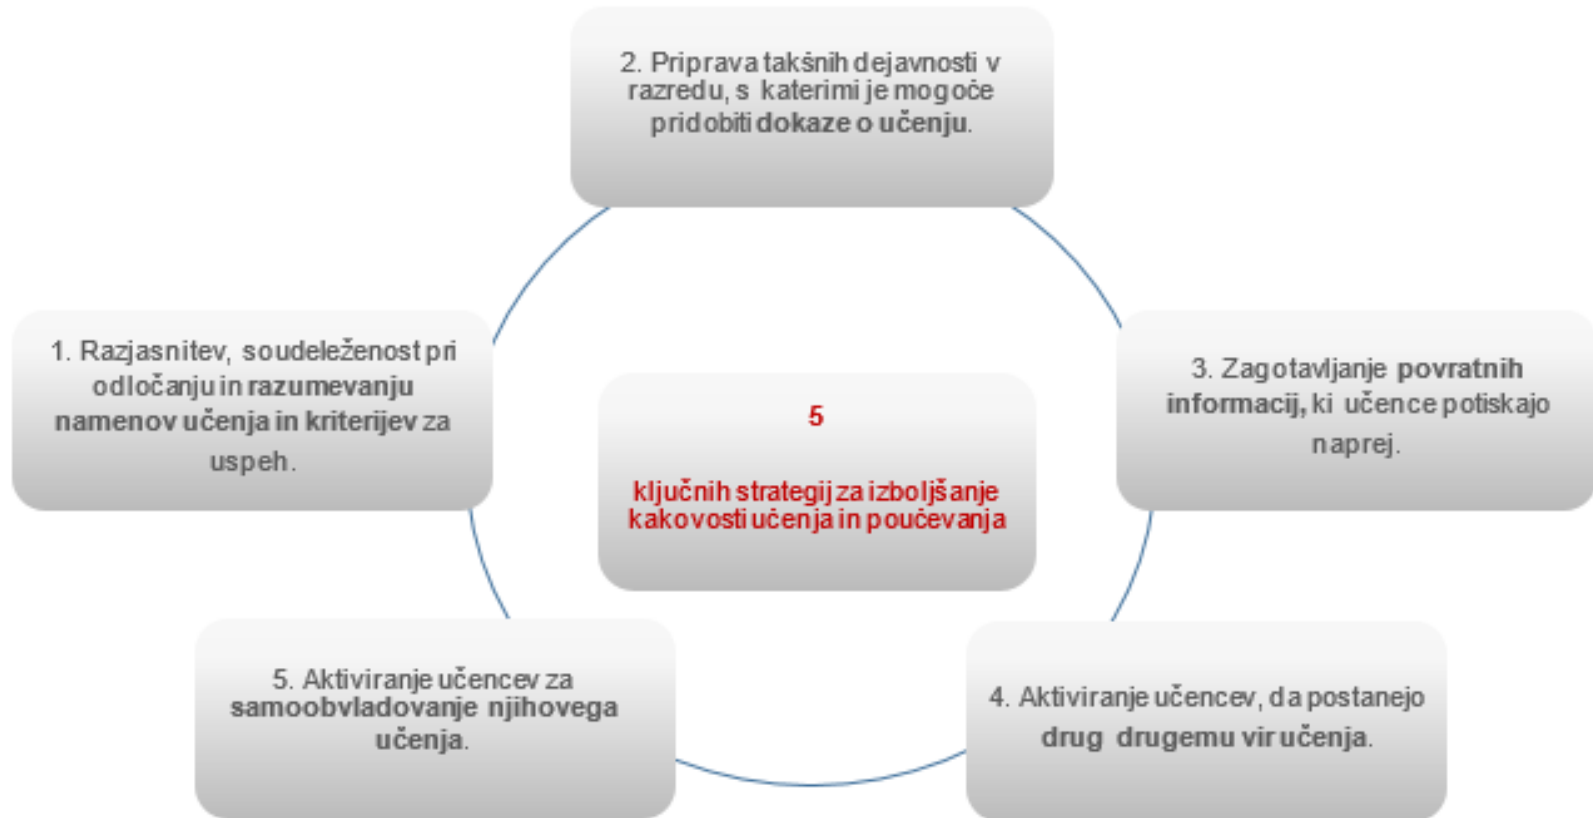 2. Priprava takšnih dejavnosti v
razredu, s katerimi je mogoče
pridobiti dokaze o učenju.
1. Razjasnitev, soudeleženost pri
odločanju in razumevanju
namenov učenja in kriterijev za
uspeh.
5
ključnih strategij za izboljšanje
kakovosti učenja in poučevanja
3. Zagotavljanje povratnih
informacij, ki učence potiskajo
naprej.
5. Aktiviranje učencev za
samoobvladovanje njihovega
učenja.
4. Aktiviranje učencev, da postanejo
drug drugemu vir učenja.